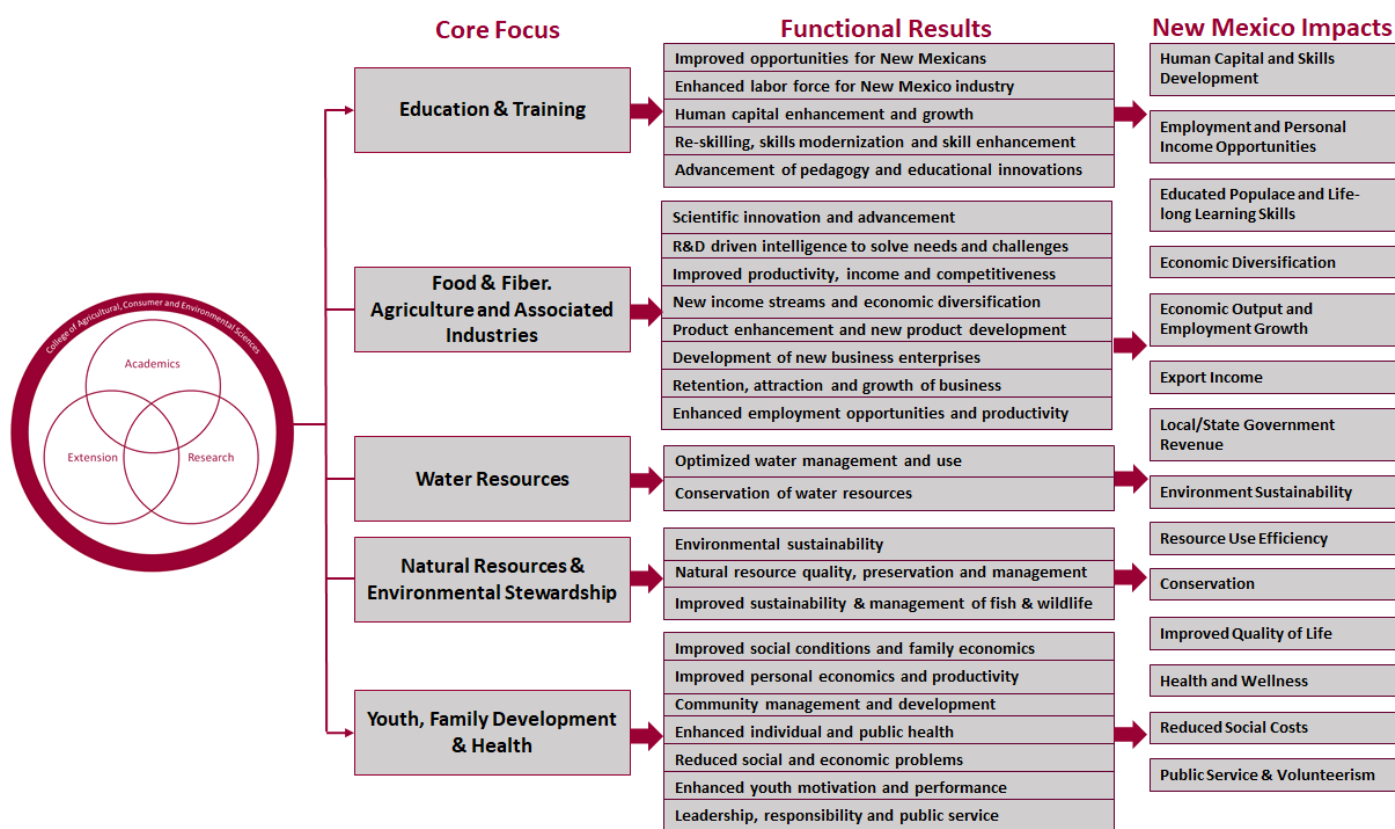 Core Focus
Functional Results
New Mexico Impacts
College of Agricultural, Consumer and Environmental Sciences
Academics
Extension
Research
Education & Training
Food & Fiber.
Agriculture and Associated
Industries
Water Resources
Natural Resources &
Environmental Stewardship
Youth, Family Development
& Health
Improved opportunities for New Mexicans
Enhanced labor force for New Mexico industry
Human capital enhancement and growth
Re-skilling, skills modernization and skill enhancement
Advancement of pedagogy and educational innovations
Scientific innovation and advancement
R&D driven intelligence to solve needs and challenges
Improved productivity, income and competitiveness
New income streams and economic diversification
Product enhancement and new product development
Development of new business enterprises
Retention, attraction and growth of business
Enhanced employment opportunities and productivity
Optimized water management and use
Conservation of water resources
Environmental sustainability
Natural resource quality, preservation and management
Improved sustainability & management of fish & wildlife
Improved social conditions and family economics
Improved personal economics and productivity
Community management and development
Enhanced individual and public health
Reduced social and economic problems
Enhanced youth motivation and performance
Leadership, responsibility and public service
Human Capital and Skills
Development
Employment and Personal
Income Opportunities
Educated Populace and Life-
long Learning Skills
Economic Diversification
Economic Output and
Employment Growth
Export Income
Local/State Government
Revenue
Environment Sustainability
Resource Use Efficiency
Conservation
Improved Quality of Life
Health and Wellness
Reduced Social Costs
Public Service & Volunteerism